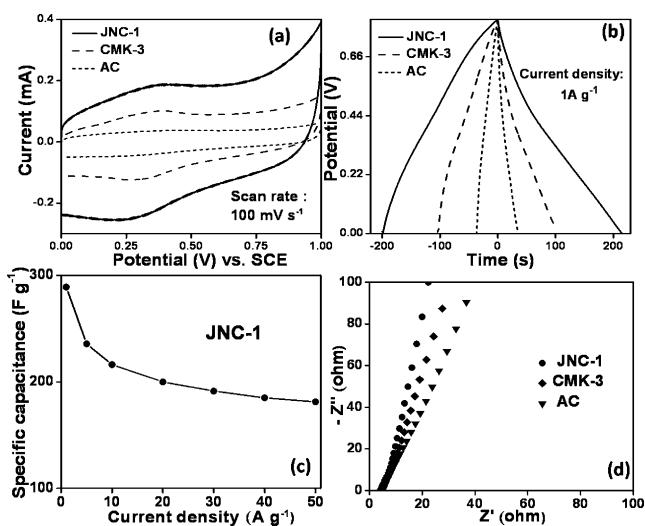 JNC-1
CMK-3
AC
(a)
Scan rate :
100 mV s⁻¹
0.4
0.2
0.0
-0.2
Current (mA)
0.00
0.25
0.50
0.75
1.00
Potential (V) vs. SCE
JNC-1
CMK-3
AC
(b)
Current density:
1A g⁻¹
0.66
0.44
0.22
0.00
Potential (V)
-200
-100
0
100
200
Time (s)
300
200
100
Specific capacitance (F g⁻¹)
JNC-1
(c)
0
10
20
30
40
50
Current density (A g⁻¹)
100
80
60
40
20
0
- Z'' (ohm)
JNC-1
CMK-3
AC
(d)
0
20
40
60
80
100
Z' (ohm)